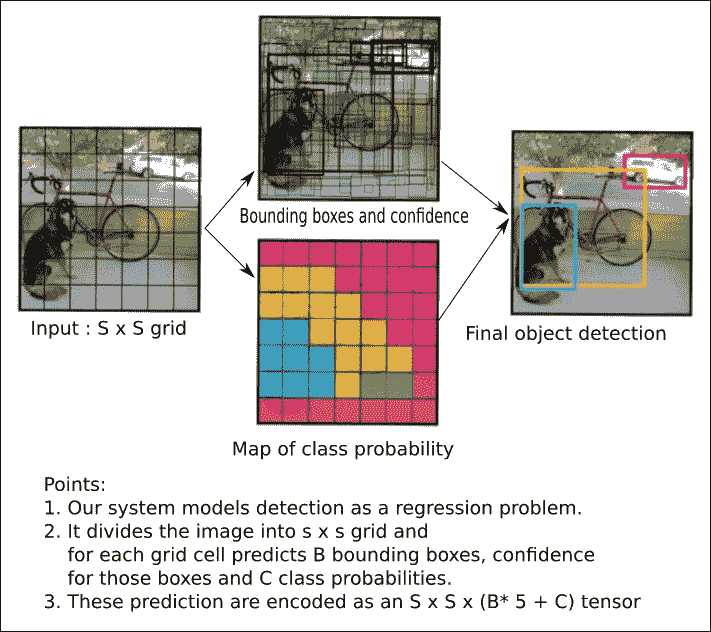 Bounding boxes and confidence
Input : S x S grid
Final object detection
Map of class probability
Points:
1. Our system models detection as a regression problem.
2. It divides the image into s x s grid and
for each grid cell predicts B bounding boxes, confidence
for those boxes and C class probabilities.
3. These prediction are encoded as an S x S x (B* 5 + C) tensor